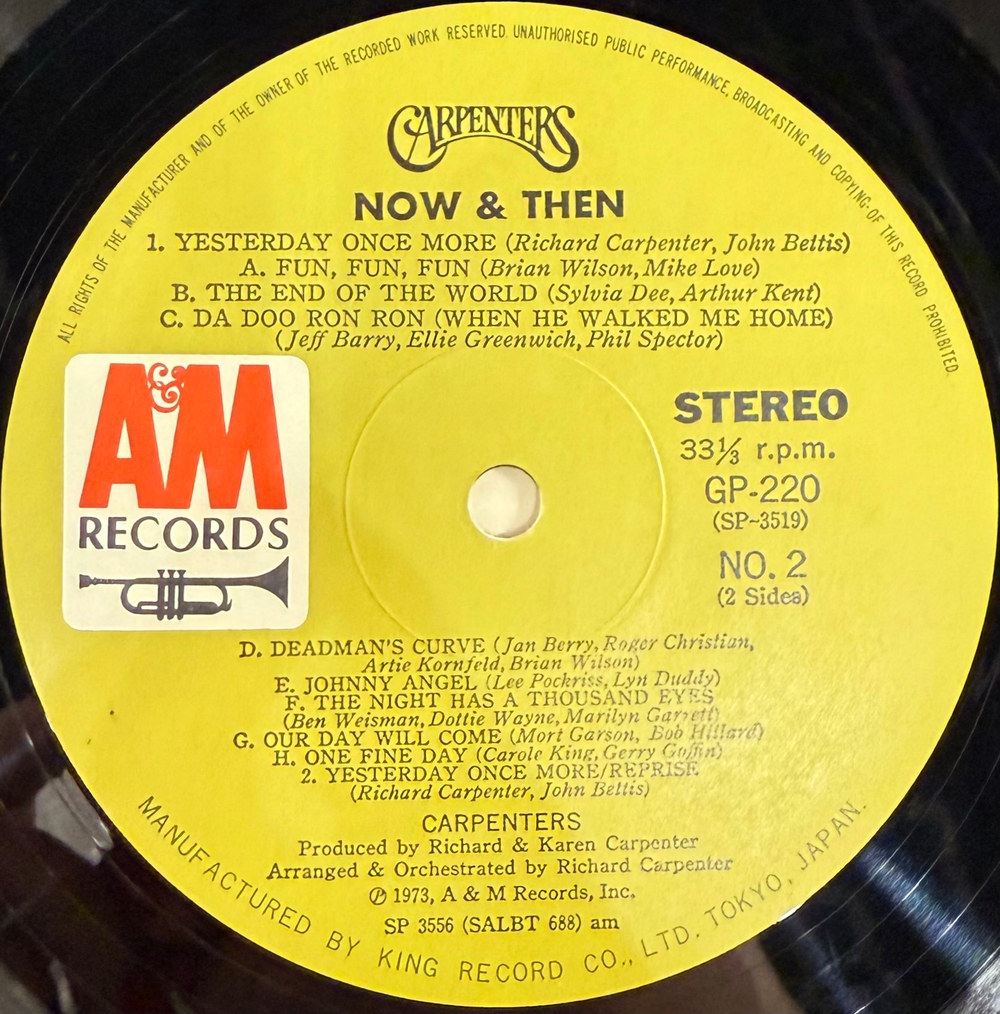 ALL RIGHTS OF THE MANUFACTURER AND OF THE OWNER OF THE RECORDED WORK RESERVED. UNAUTHORISED PUBLIC PERFORMANCE, BROADCASTING AND COPYING OF THIS RECORD PROHIBITED.
CARPENTERS
NOW & THEN
1. YESTERDAY ONCE MORE (Richard Carpenter, John Bettis)
A. FUN, FUN, FUN (Brian Wilson, Mike Love)
B. THE END OF THE WORLD (Sylvia Dee, Arthur Kent)
C. DA DOO RON RON (WHEN HE WALKED ME HOME)
(Jeff Barry, Ellie Greenwich, Phil Spector)
A&M
RECORDS
STEREO
33⅓ r.p.m.
GP-220
(SP-3519)
NO. 2
(2 Sides)
D. DEADMAN'S CURVE (Jan Berry, Roger Christian,
Artie Kornfeld, Brian Wilson)
E. JOHNNY ANGEL (Lee Pockriss, Lyn Duddy)
F. THE NIGHT HAS A THOUSAND EYES
(Ben Weisman, Dottie Wayne, Marilyn Garrett)
G. OUR DAY WILL COME (Mort Garson, Bob Hillard)
H. ONE FINE DAY (Carole King, Gerry Goffin)
2. YESTERDAY ONCE MORE/REPRISE
(Richard Carpenter, John Bettis)
CARPENTERS
Produced by Richard & Karen Carpenter
Arranged & Orchestrated by Richard Carpenter
Ⓟ 1973, A & M Records, Inc.
SP 3556 (SALBT 688) am
MANUFACTURED BY KING RECORD CO., LTD. TOKYO, JAPAN.